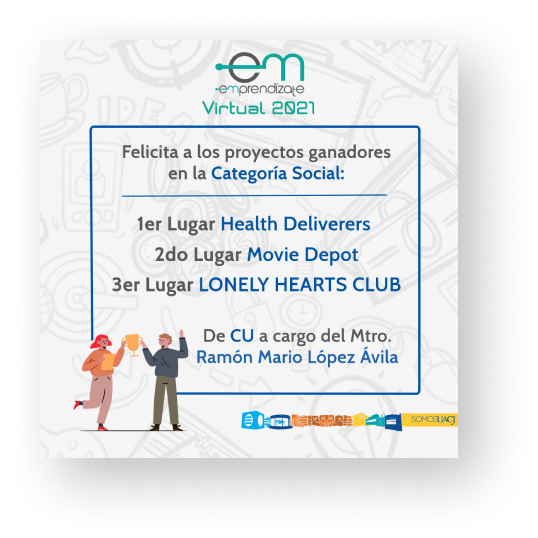 em
emprendizaje
Virtual 2021
Felicita a los proyectos ganadores
en la Categoría Social:
1er Lugar Health Deliverers
2do Lugar Movie Depot
3er Lugar LONELY HEARTS CLUB
De CU a cargo del Mtro.
Ramón Mario López Ávila
SOMOSUACJ
IDEA